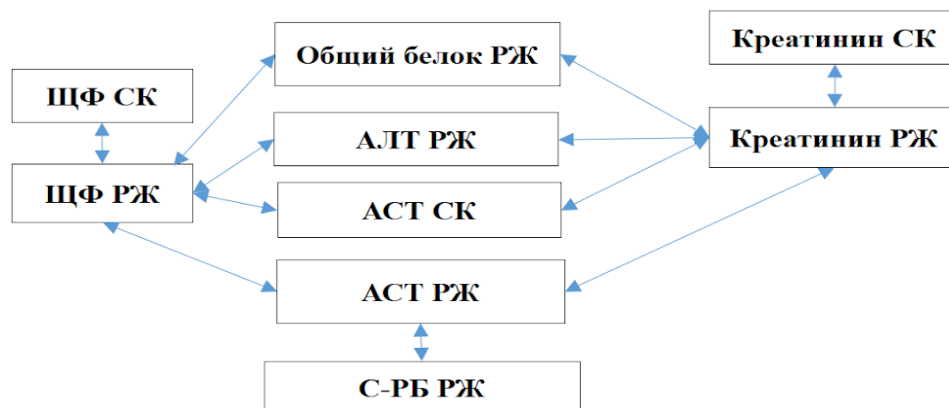 Общий белок РЖ
Креатинин СК
ЩФ СК
АЛТ РЖ
Креатинин РЖ
ЩФ РЖ
АСТ СК
АСТ РЖ
С-РБ РЖ